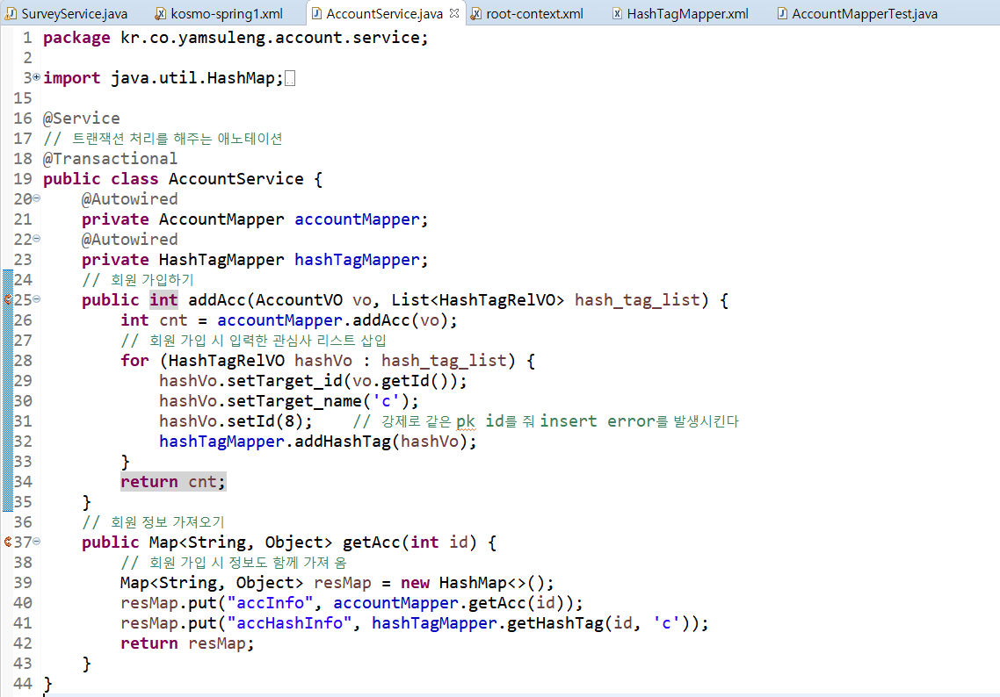 SurveyService.java kosmo-spring1.xml AccountService.java root-context.xml HashTagMapper.xml AccountMapperTest.java
1 package kr.co.yamsuleng.account.service;
2
3 import java.util.HashMap;
15
16 @Service
17 // 트랜잭션 처리를 해주는 애노테이션
18 @Transactional
19 public class AccountService {
20 @Autowired
21 private AccountMapper accountMapper;
22 @Autowired
23 private HashTagMapper hashTagMapper;
24 // 회원 가입하기
25 public int addAcc(AccountVO vo, List<HashTagRelVO> hash_tag_list) {
26 int cnt = accountMapper.addAcc(vo);
27 // 회원 가입 시 입력한 관심사 리스트 삽입
28 for (HashTagRelVO hashVo : hash_tag_list) {
29 hashVo.setTarget_id(vo.getId());
30 hashVo.setTarget_name('c');
31 hashVo.setId(8); // 강제로 같은 pk id를 줘 insert error를 발생시킨다
32 hashTagMapper.addHashTag(hashVo);
33 }
34 return cnt;
35 }
36 // 회원 정보 가져오기
37 public Map<String, Object> getAcc(int id) {
38 // 회원 가입 시 정보도 함께 가져 옴
39 Map<String, Object> resMap = new HashMap<>();
40 resMap.put("accInfo", accountMapper.getAcc(id));
41 resMap.put("accHashInfo", hashTagMapper.getHashTag(id, 'c'));
42 return resMap;
43 }
44 }